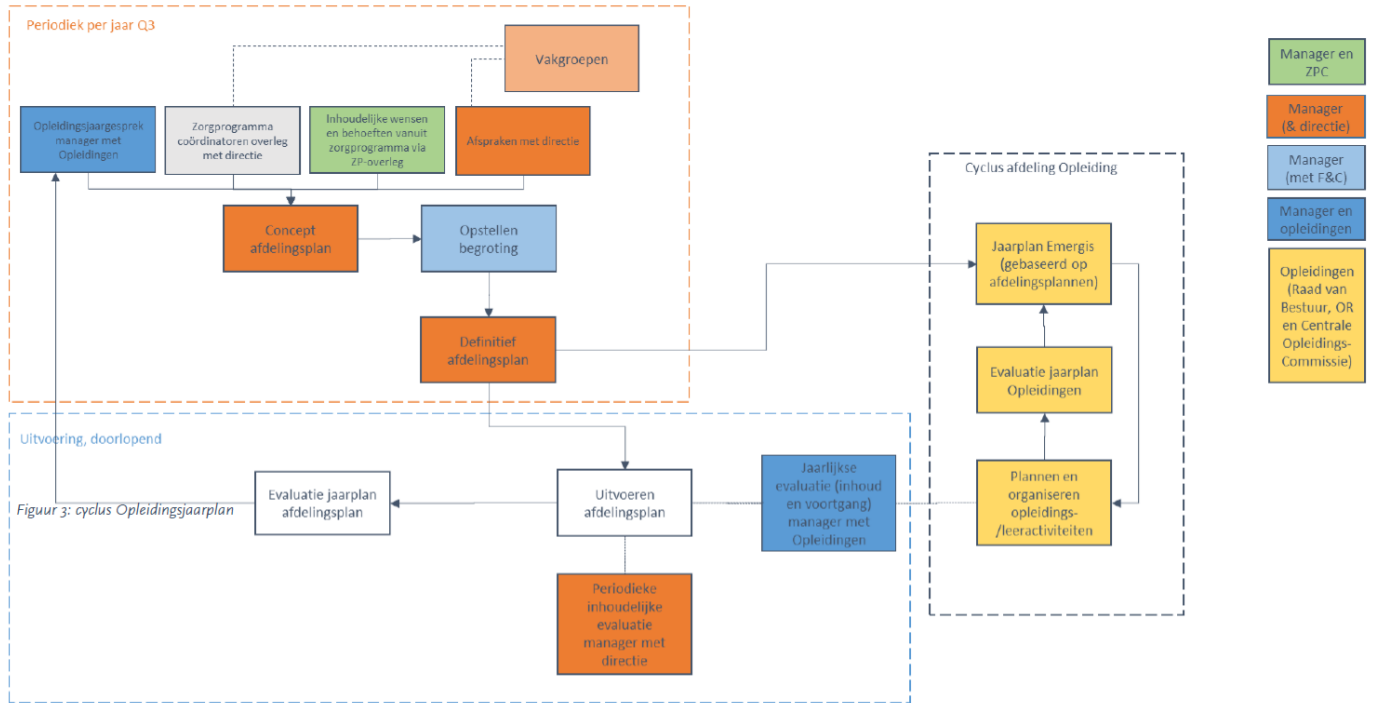 Periodiek per jaar Q3
Vakgroepen
Opleidingsjaargesprek
manager met
Opleidingen
Zorgprogramma
coördinatoren overleg
met directie
Inhoudelijke wensen
en behoeften vanuit
zorgprogramma via
ZP-overleg
Afspraken met directie
Concept
afdelingsplan
Opstellen
begroting
Definitief
afdelingsplan
Uitvoering, doorlopend
Evaluatie jaarplan
afdelingsplan
Figuur 3: cyclus Opleidingsjaarplan
Uitvoeren
afdelingsplan
Jaarlijkse
evaluatie (inhoud
en voortgang)
manager met
Opleidingen
Periodieke
inhoudelijke
evaluatie
manager met
directie
Cyclus afdeling Opleiding
Jaarplan Emergis
(gebaseerd op
afdelingsplannen)
Evaluatie jaarplan
Opleidingen
Plannen en
organiseren
opleidings-
/leeractiviteiten
Manager en
ZPC
Manager
(& directie)
Manager
(met F&C)
Manager en
opleidingen
Opleidingen
(Raad van
Bestuur, OR
en Centrale
Opleidings-
Commissie)